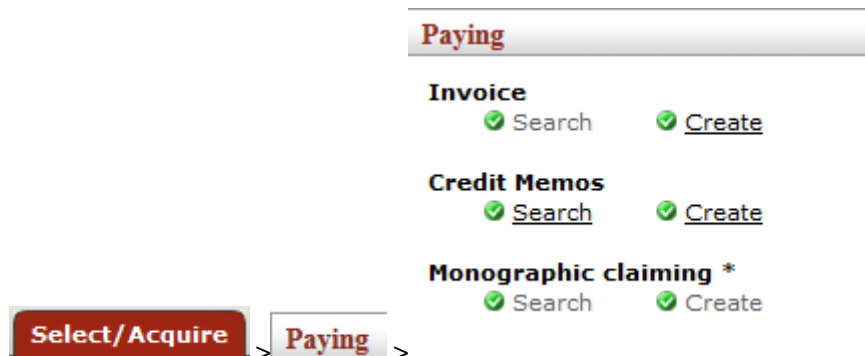 Paying
Invoice
Search Create
Credit Memos
Search Create
Monographic claiming *
Search Create
Select/Acquire > Paying >